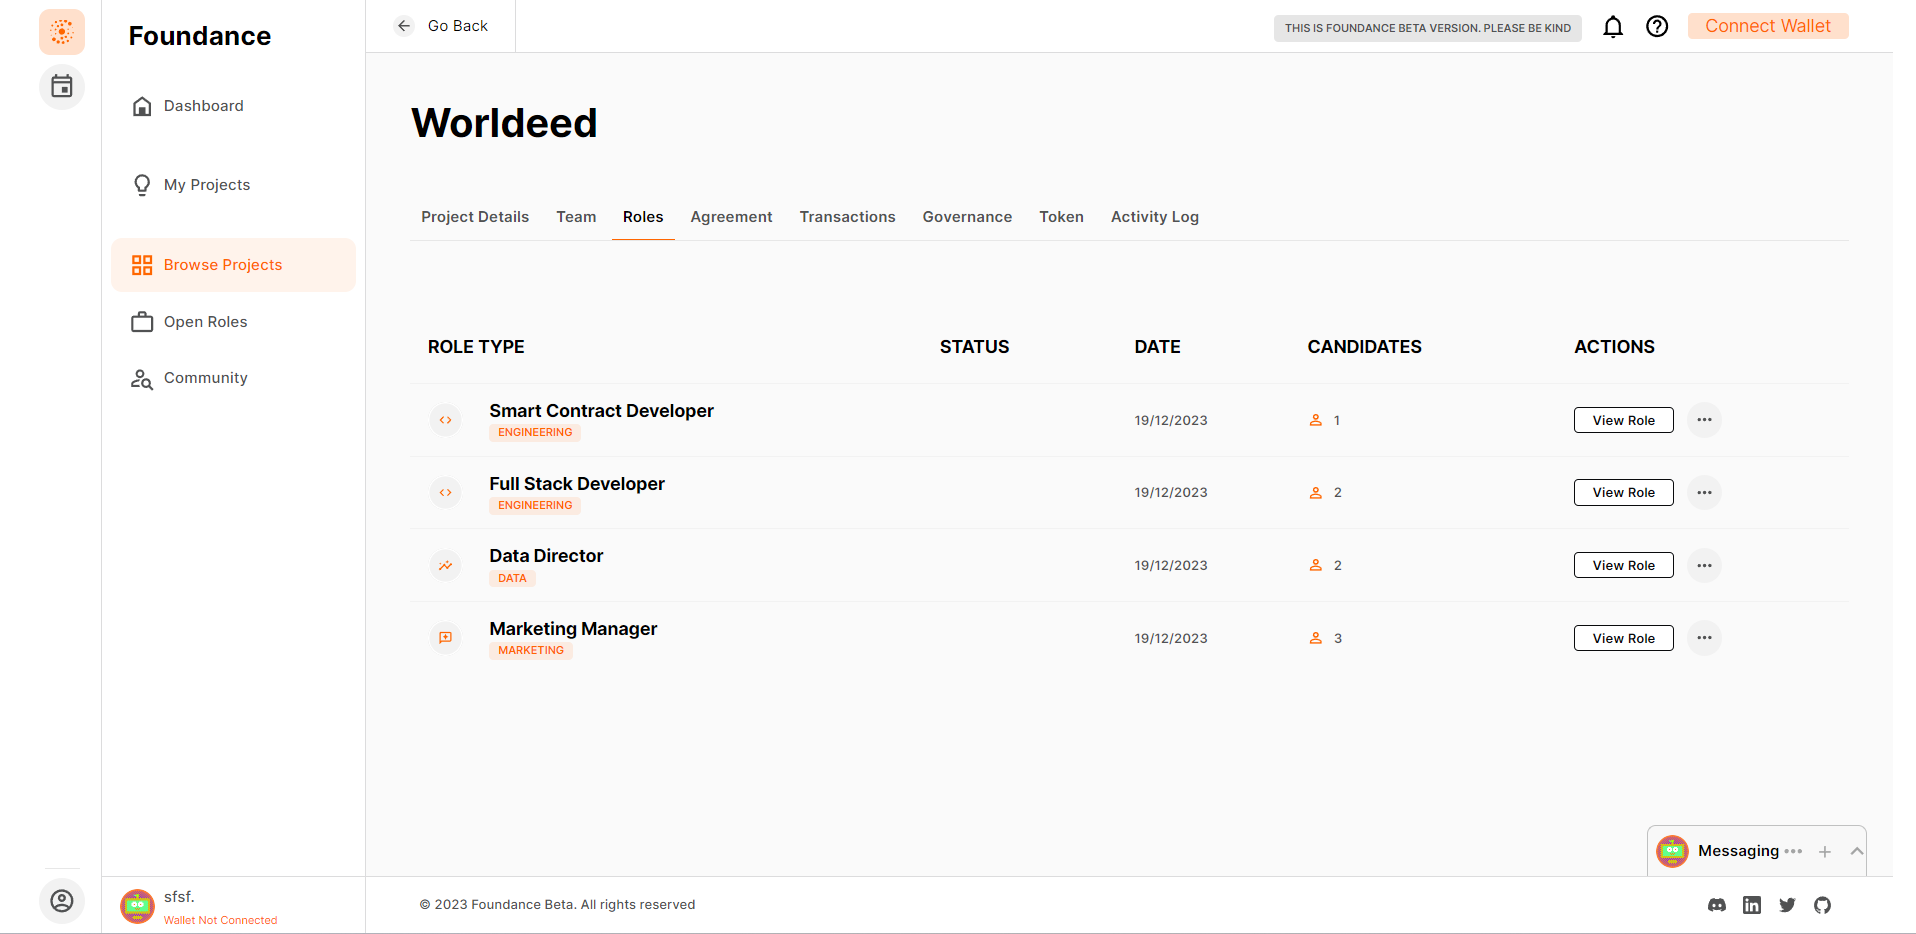 Foundance
Dashboard
My Projects
Browse Projects
Open Roles
Community
sfsf.
Wallet Not Connected
Go Back
THIS IS FOUNDANCE BETA VERSION. PLEASE BE KIND
Connect Wallet
Worldeed
Project Details Team Roles Agreement Transactions Governance Token Activity Log
ROLE TYPE STATUS DATE CANDIDATES ACTIONS
Smart Contract Developer
ENGINEERING
19/12/2023 1 View Role
Full Stack Developer
ENGINEERING
19/12/2023 2 View Role
Data Director
DATA
19/12/2023 2 View Role
Marketing Manager
MARKETING
19/12/2023 3 View Role
Messaging
© 2023 Foundance Beta. All rights reserved